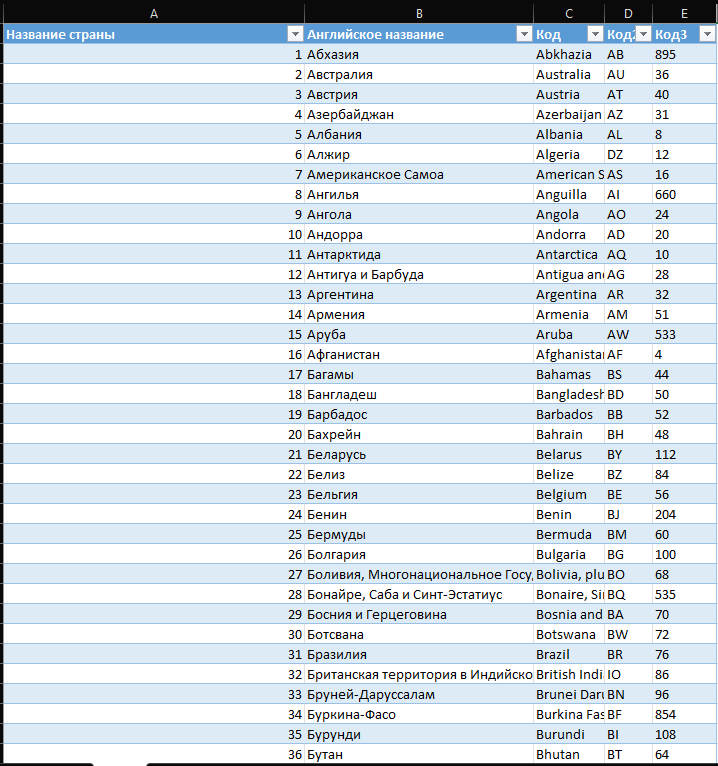 A B C D E
Название страны Английское название Код Код2 Код3
1 Абхазия Abkhazia AB 895
2 Австралия Australia AU 36
3 Австрия Austria AT 40
4 Азербайджан Azerbaijan AZ 31
5 Албания Albania AL 8
6 Алжир Algeria DZ 12
7 Американское Самоа American S AS 16
8 Ангилья Anguilla AI 660
9 Ангола Angola AO 24
10 Андорра Andorra AD 20
11 Антарктида Antarctica AQ 10
12 Антигуа и Барбуда Antigua and AG 28
13 Аргентина Argentina AR 32
14 Армения Armenia AM 51
15 Аруба Aruba AW 533
16 Афганистан Afghanistan AF 4
17 Багамы Bahamas BS 44
18 Бангладеш Bangladesh BD 50
19 Барбадос Barbados BB 52
20 Бахрейн Bahrain BH 48
21 Беларусь Belarus BY 112
22 Белиз Belize BZ 84
23 Бельгия Belgium BE 56
24 Бенин Benin BJ 204
25 Бермуды Bermuda BM 60
26 Болгария Bulgaria BG 100
27 Боливия, Многонациональное Госу Bolivia, plu BO 68
28 Бонайре, Саба и Синт-Эстатиус Bonaire, Si BQ 535
29 Босния и Герцеговина Bosnia and BA 70
30 Ботсвана Botswana BW 72
31 Бразилия Brazil BR 76
32 Британская территория в Индийско British Indi IO 86
33 Бруней-Даруссалам Brunei Daru BN 96
34 Буркина-Фасо Burkina Fas BF 854
35 Бурунди Burundi BI 108
36 Бутан Bhutan BT 64